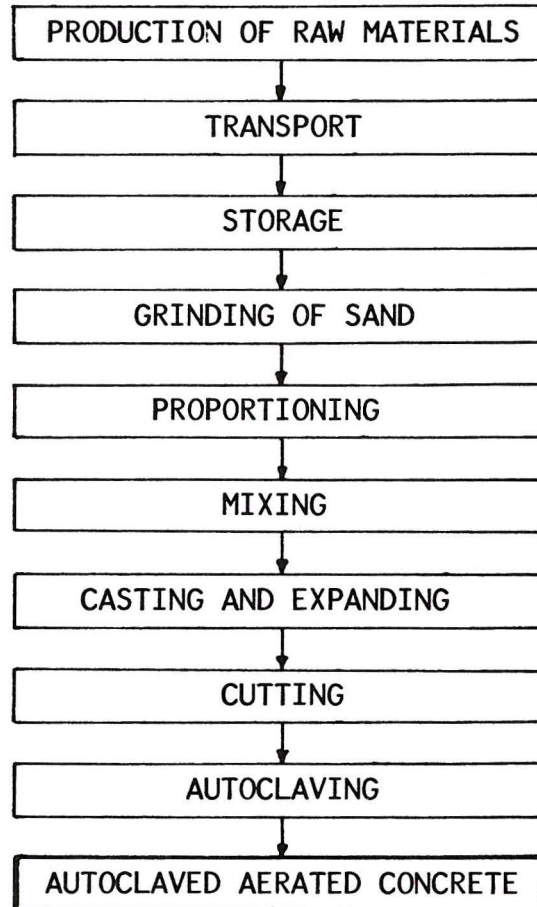 PRODUCTION OF RAW MATERIALS
TRANSPORT
STORAGE
GRINDING OF SAND
PROPORTIONING
MIXING
CASTING AND EXPANDING
CUTTING
AUTOCLAVING
AUTOCLAVED AERATED CONCRETE